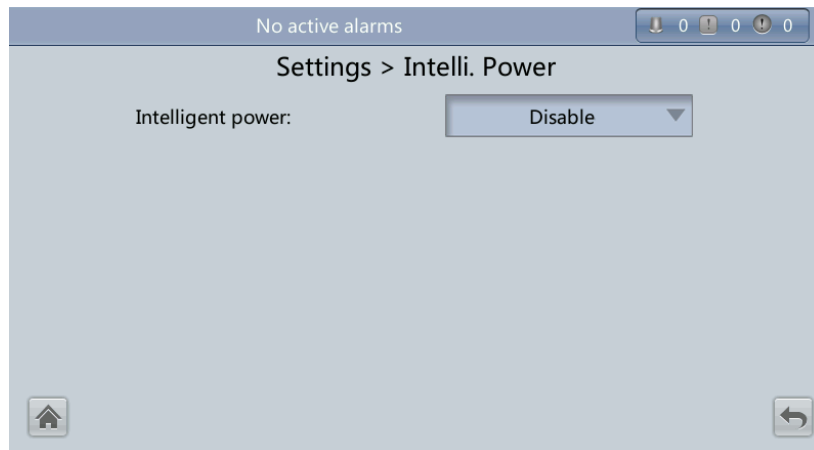 No active alarms 0 0 0
Settings > Intelli. Power
Intelligent power: Disable